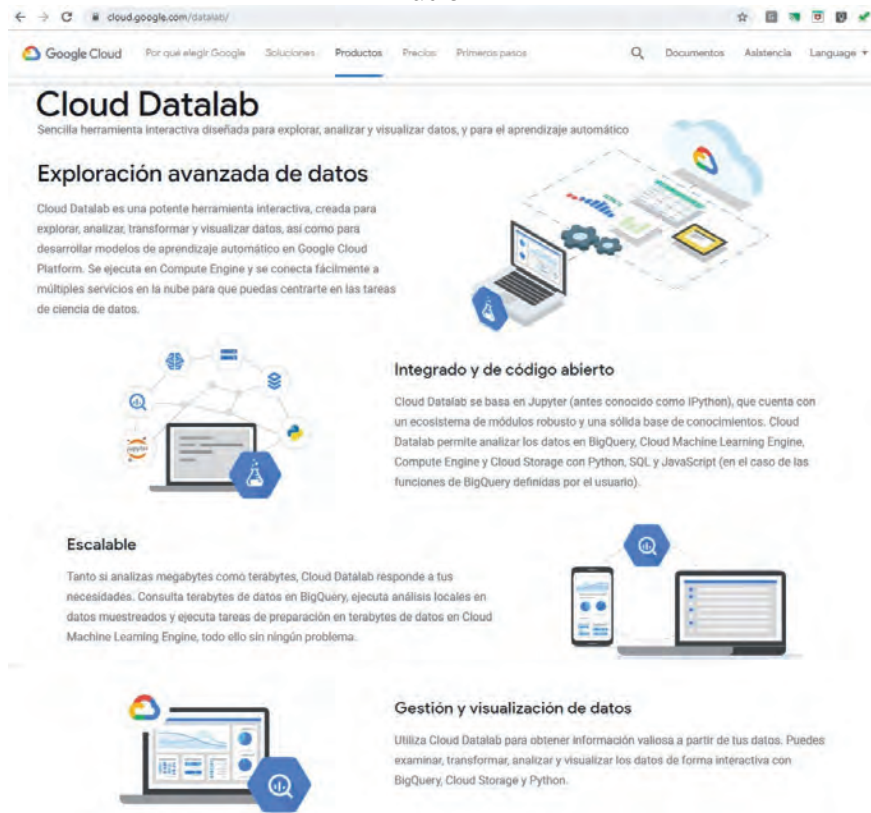 cloud.google.com/datalab/
Google Cloud Por qué elegir Google Soluciones Productos Precios Primeros pasos Documentos Asistencia Language
Cloud Datalab
Sencilla herramienta interactiva diseñada para explorar, analizar y visualizar datos, y para el aprendizaje automático
Exploración avanzada de datos
Cloud Datalab es una potente herramienta interactiva, creada para
explorar, analizar, transformar y visualizar datos, así como para
desarrollar modelos de aprendizaje automático en Google Cloud
Platform. Se ejecuta en Compute Engine y se conecta fácilmente a
múltiples servicios en la nube para que puedas centrarte en las tareas
de ciencia de datos.
jupyter
Integrado y de código abierto
Cloud Datalab se basa en Jupyter (antes conocido como IPython), que cuenta con
un ecosistema de módulos robusto y una sólida base de conocimientos. Cloud
Datalab permite analizar los datos en BigQuery, Cloud Machine Learning Engine,
Compute Engine y Cloud Storage con Python, SQL y JavaScript (en el caso de las
funciones de BigQuery definidas por el usuario).
Escalable
Tanto si analizas megabytes como terabytes, Cloud Datalab responde a tus
necesidades. Consulta terabytes de datos en BigQuery, ejecuta análisis locales en
datos muestreados y ejecuta tareas de preparación en terabytes de datos en Cloud
Machine Learning Engine, todo ello sin ningún problema.
Gestión y visualización de datos
Utiliza Cloud Datalab para obtener información valiosa a partir de tus datos. Puedes
examinar, transformar, analizar y visualizar los datos de forma interactiva con
BigQuery, Cloud Storage y Python.